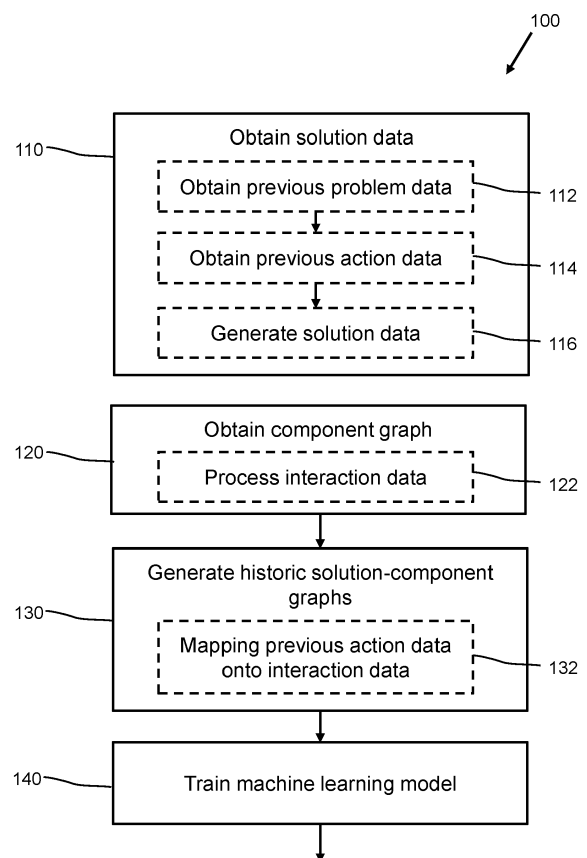 100
Obtain solution data
110
Obtain previous problem data
112
Obtain previous action data
114
Generate solution data
116
Obtain component graph
120
Process interaction data
122
Generate historic solution-component
graphs
130
Mapping previous action data
onto interaction data
132
140
Train machine learning model